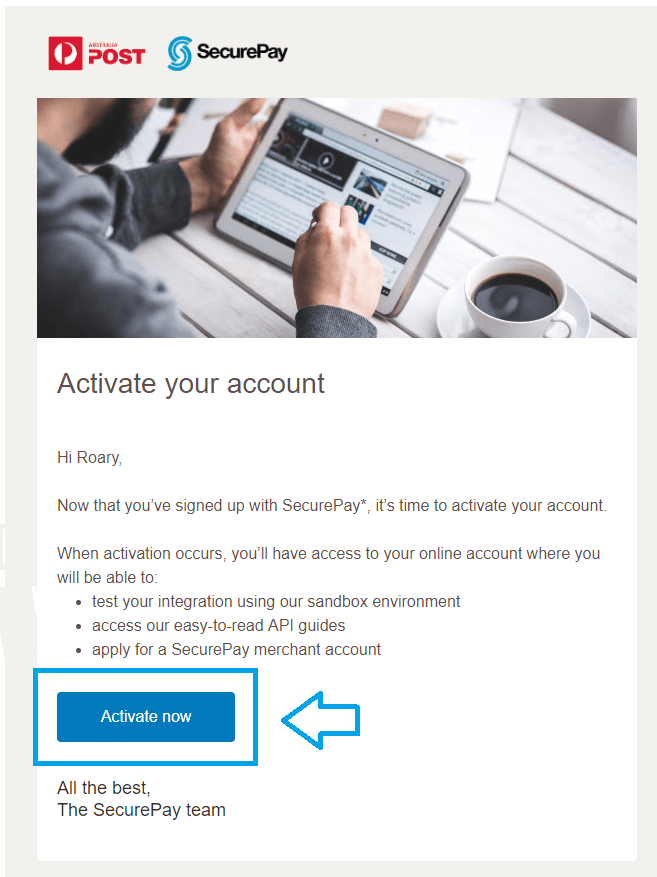 AUSTRALIA
POST
SecurePay
Activate your account
Hi Roary,
Now that you've signed up with SecurePay*, it's time to activate your account.
When activation occurs, you'll have access to your online account where you
will be able to:
• test your integration using our sandbox environment
• access our easy-to-read API guides
• apply for a SecurePay merchant account
Activate now
All the best,
The SecurePay team